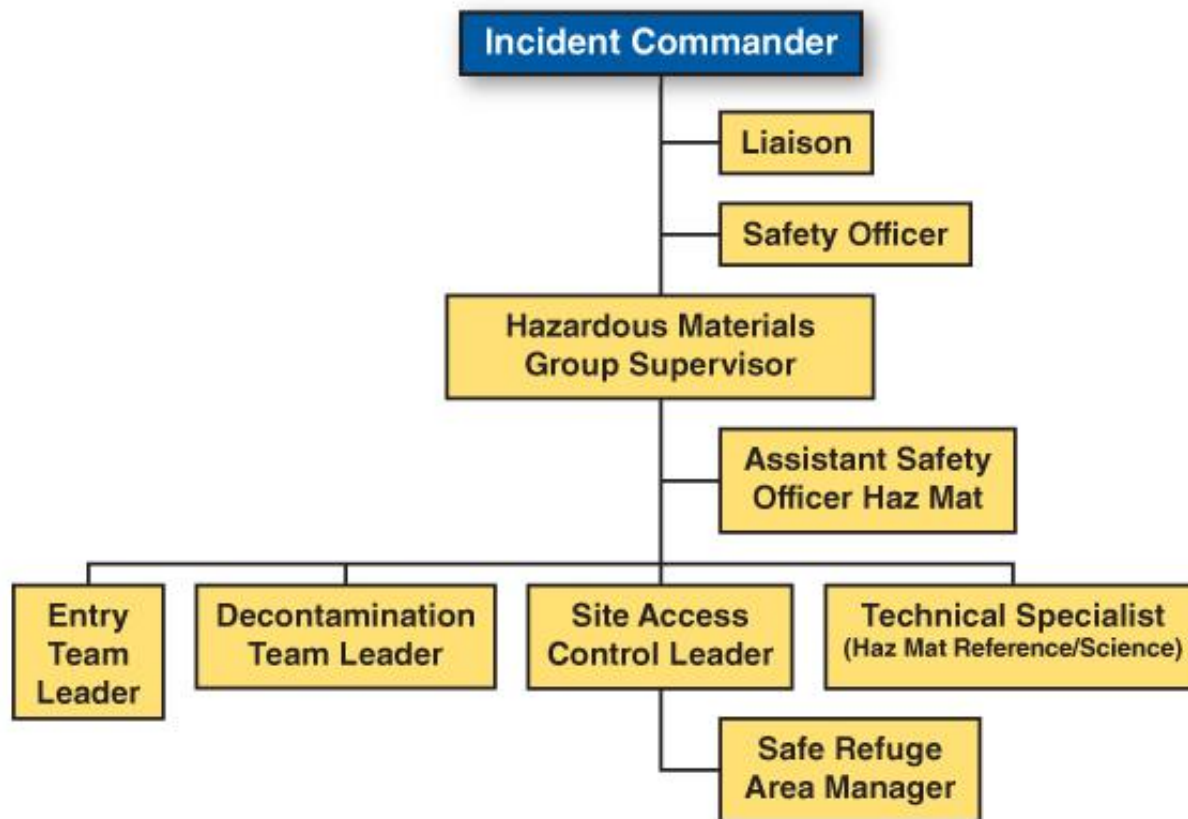 Incident Commander
Liaison
Safety Officer
Hazardous Materials
Group Supervisor
Assistant Safety
Officer Haz Mat
Entry
Team
Leader
Decontamination
Team Leader
Site Access
Control Leader
Technical Specialist
(Haz Mat Reference/Science)
Safe Refuge
Area Manager